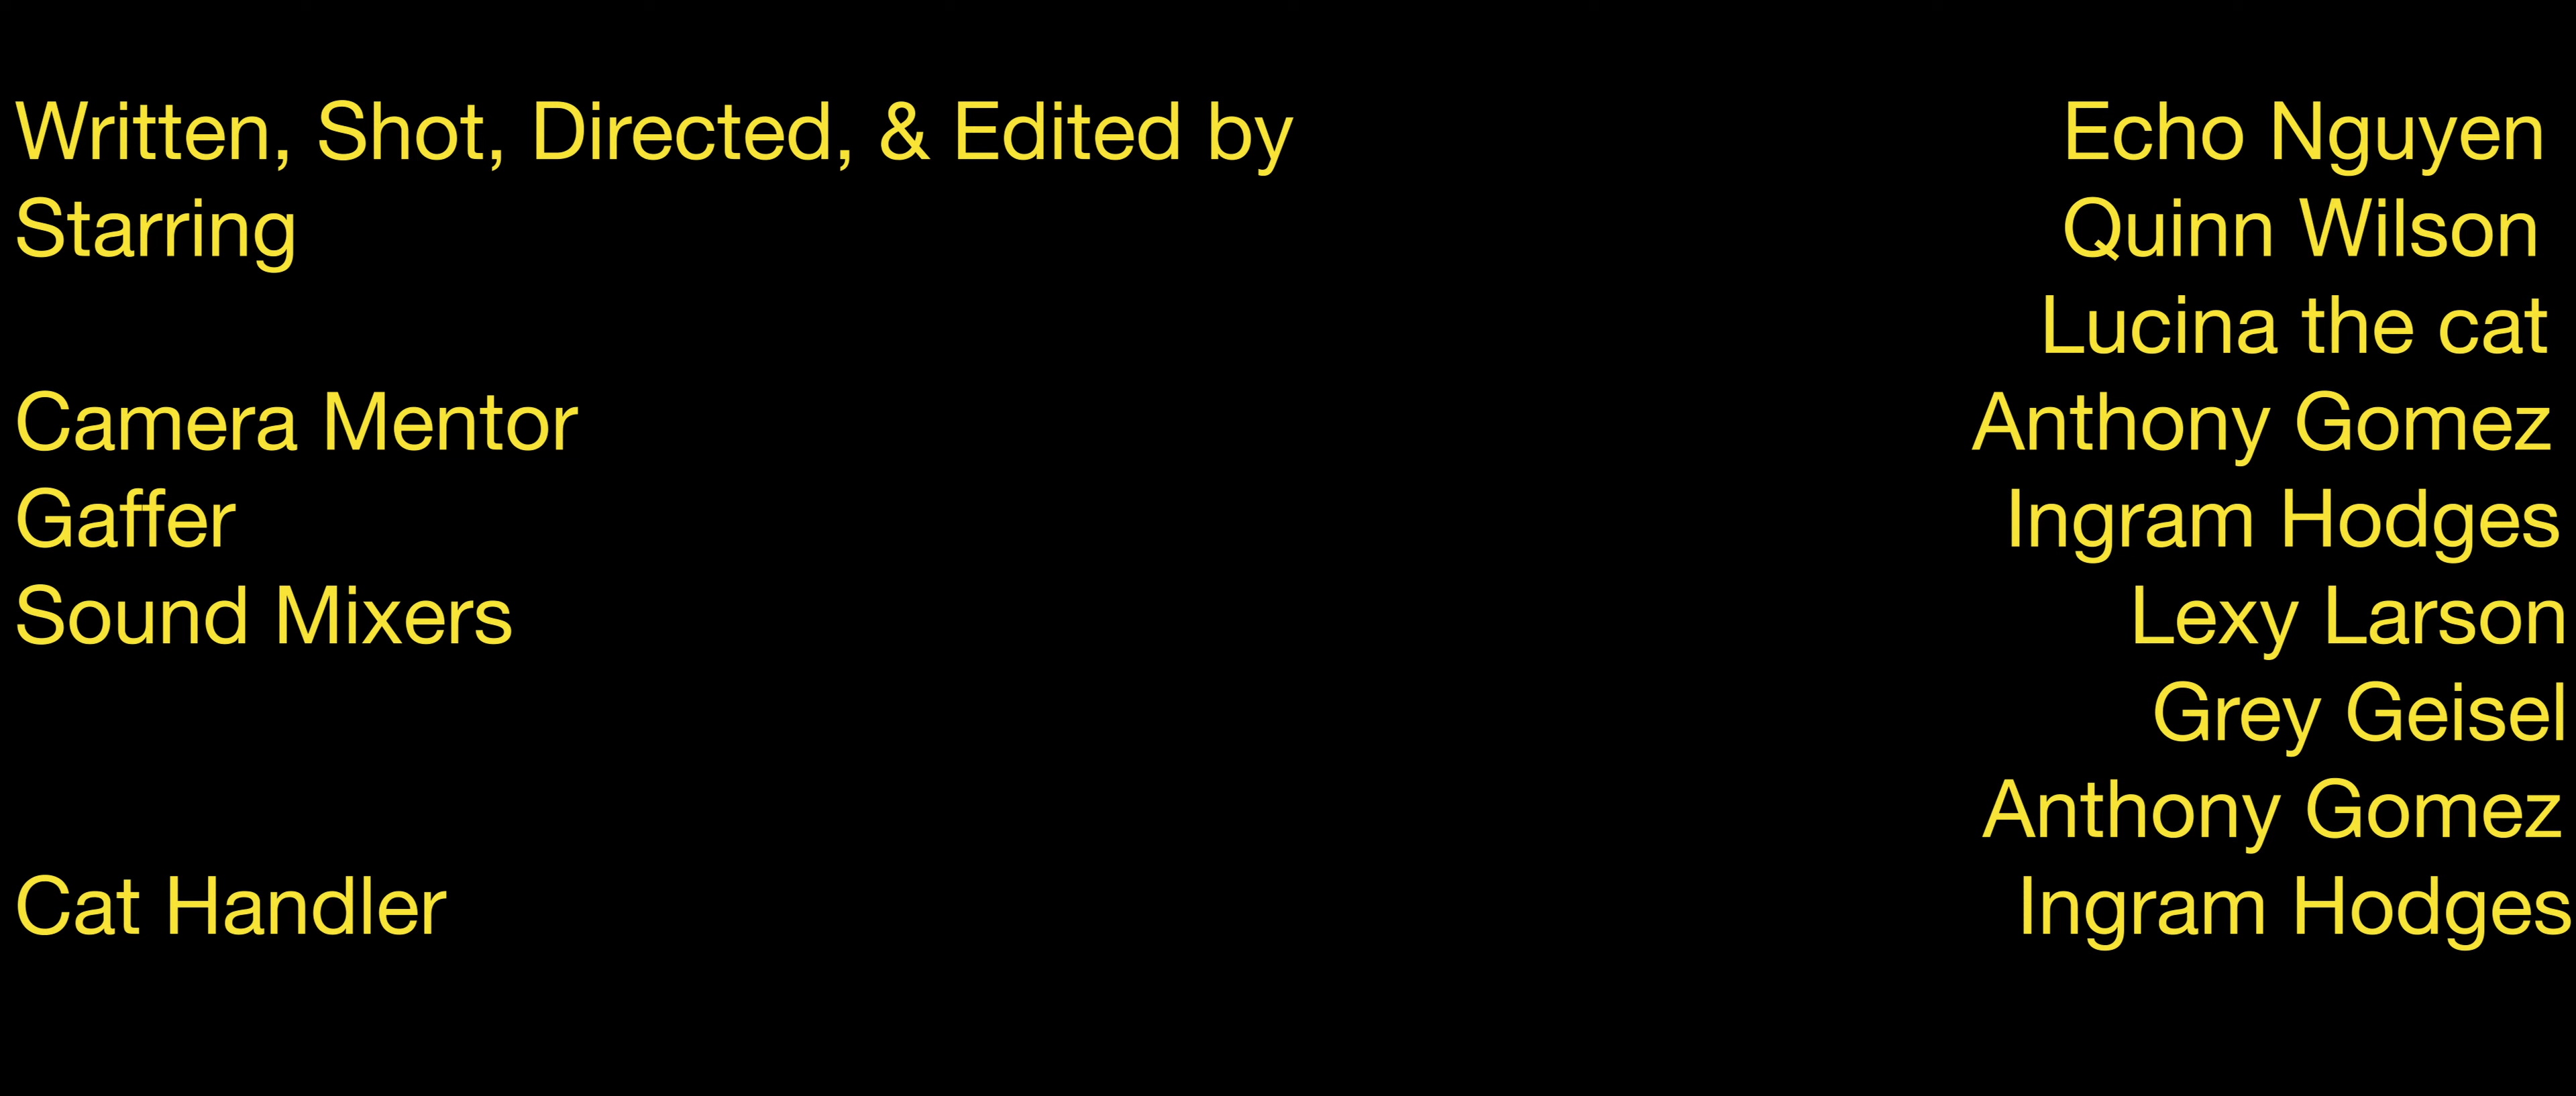 Written, Shot, Directed, & Edited by Echo Nguyen
Starring Quinn Wilson
Lucina the cat
Camera Mentor Anthony Gomez
Gaffer Ingram Hodges
Sound Mixers Lexy Larson
Grey Geisel
Anthony Gomez
Cat Handler Ingram Hodges